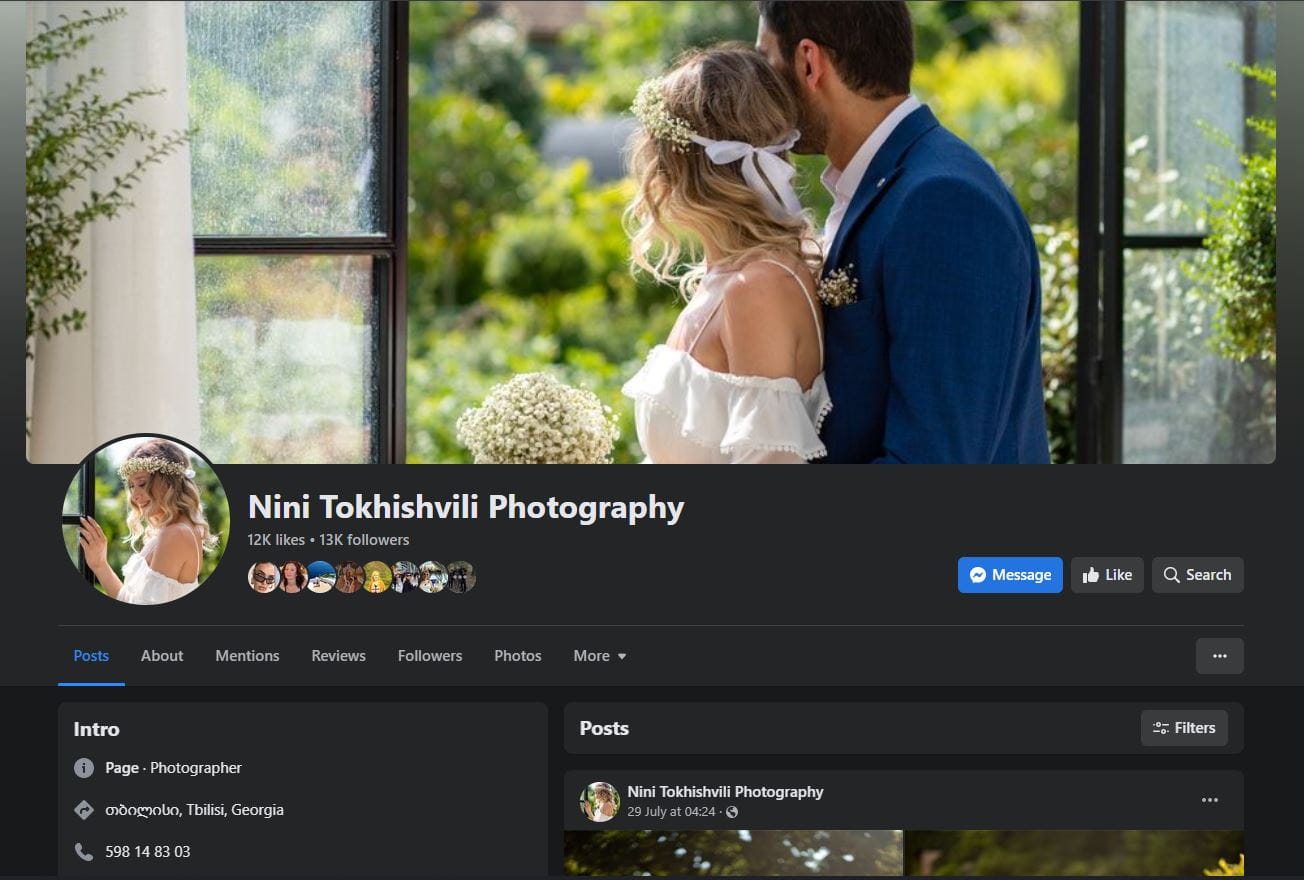 Nini Tokhishvili Photography
12K likes • 13K followers
Message
Like
Search
Posts
About
Mentions
Reviews
Followers
Photos
More
Intro
Page · Photographer
თბილისი, Tbilisi, Georgia
598 14 83 03
Posts
Filters
Nini Tokhishvili Photography
29 July at 04:24 ·